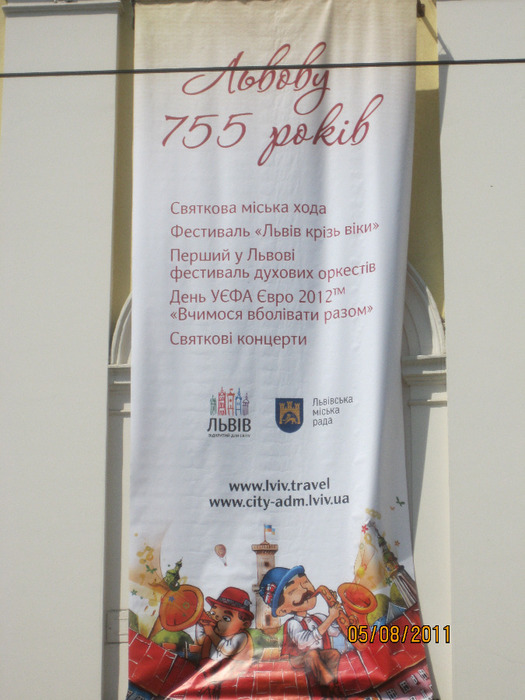 Львову
755 років
Святкова міська хода
Фестиваль «Львів крізь віки»
Перший у Львові
фестиваль духових оркестів
День УЄФА Євро 2012™
«Вчимося вболівати разом»
Святкові концерти
ЛЬВІВ
Львівська
міська
рада
www.lviv.travel
www.city-adm.lviv.ua
05/08/2011